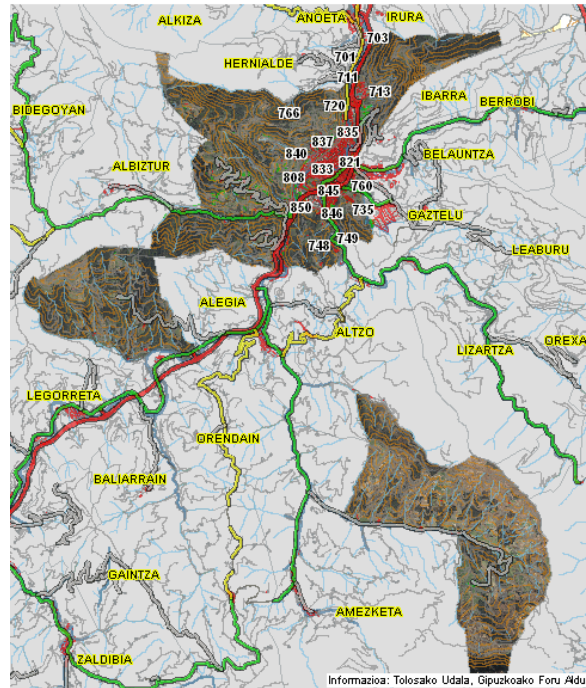 ALKIZA
ANOETA
IRURA
703
701
HERNIALDE
711
713
720
766
IBARRA
BERROBI
BIDEGOYAN
835
837
840
BELAUNTZA
821
ALBIZTUR
833
808
845
760
850
846
735
GAZTELU
748
749
LEABURU
ALEGIA
ALTZO
LIZARTZA
OREXA
LEGORRETA
ORENDAIN
BALIARRAIN
GAINTZA
AMEZKETA
ZALDIBIA
Informazioa: Tolosako Udala, Gipuzkoako Foru Aldu